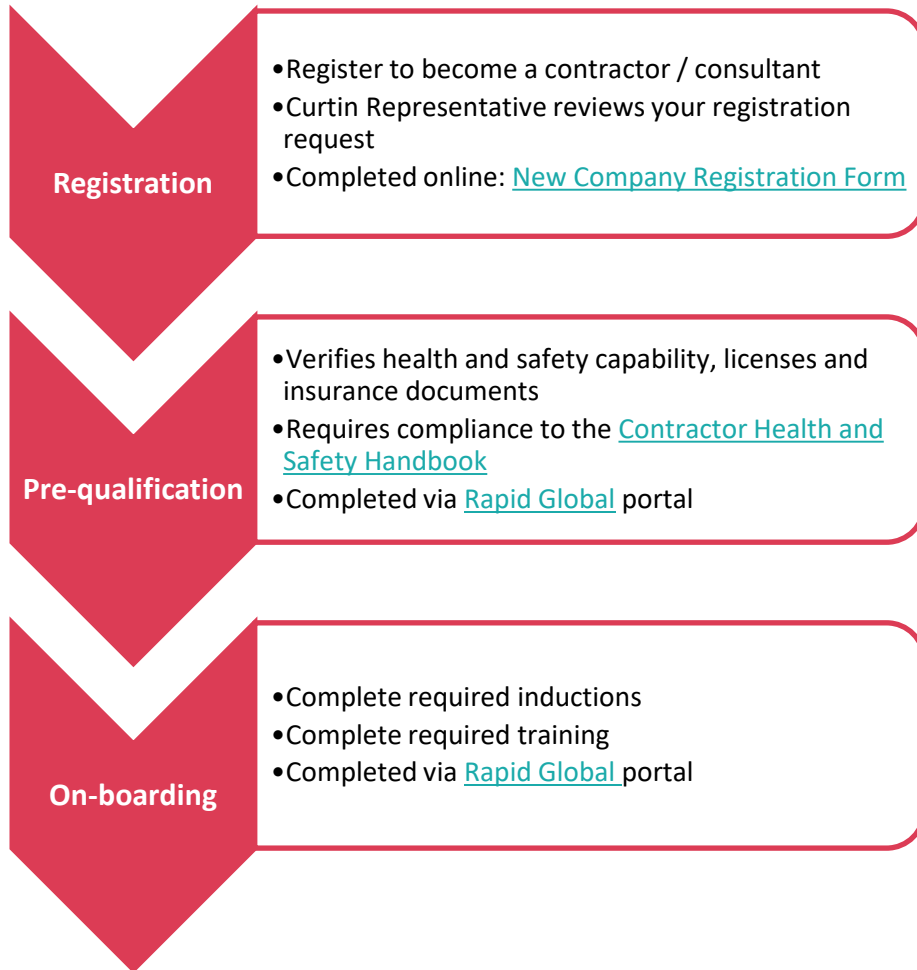 Registration
•Register to become a contractor / consultant
•Curtin Representative reviews your registration
request
•Completed online: New Company Registration Form
Pre-qualification
•Verifies health and safety capability, licenses and
insurance documents
•Requires compliance to the Contractor Health and
Safety Handbook
•Completed via Rapid Global portal
On-boarding
•Complete required inductions
•Complete required training
•Completed via Rapid Global portal